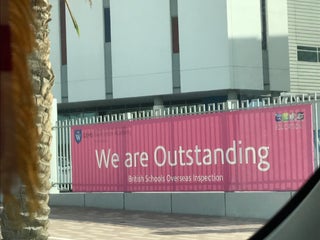 We are Outstanding
British Schools Overseas Inspection